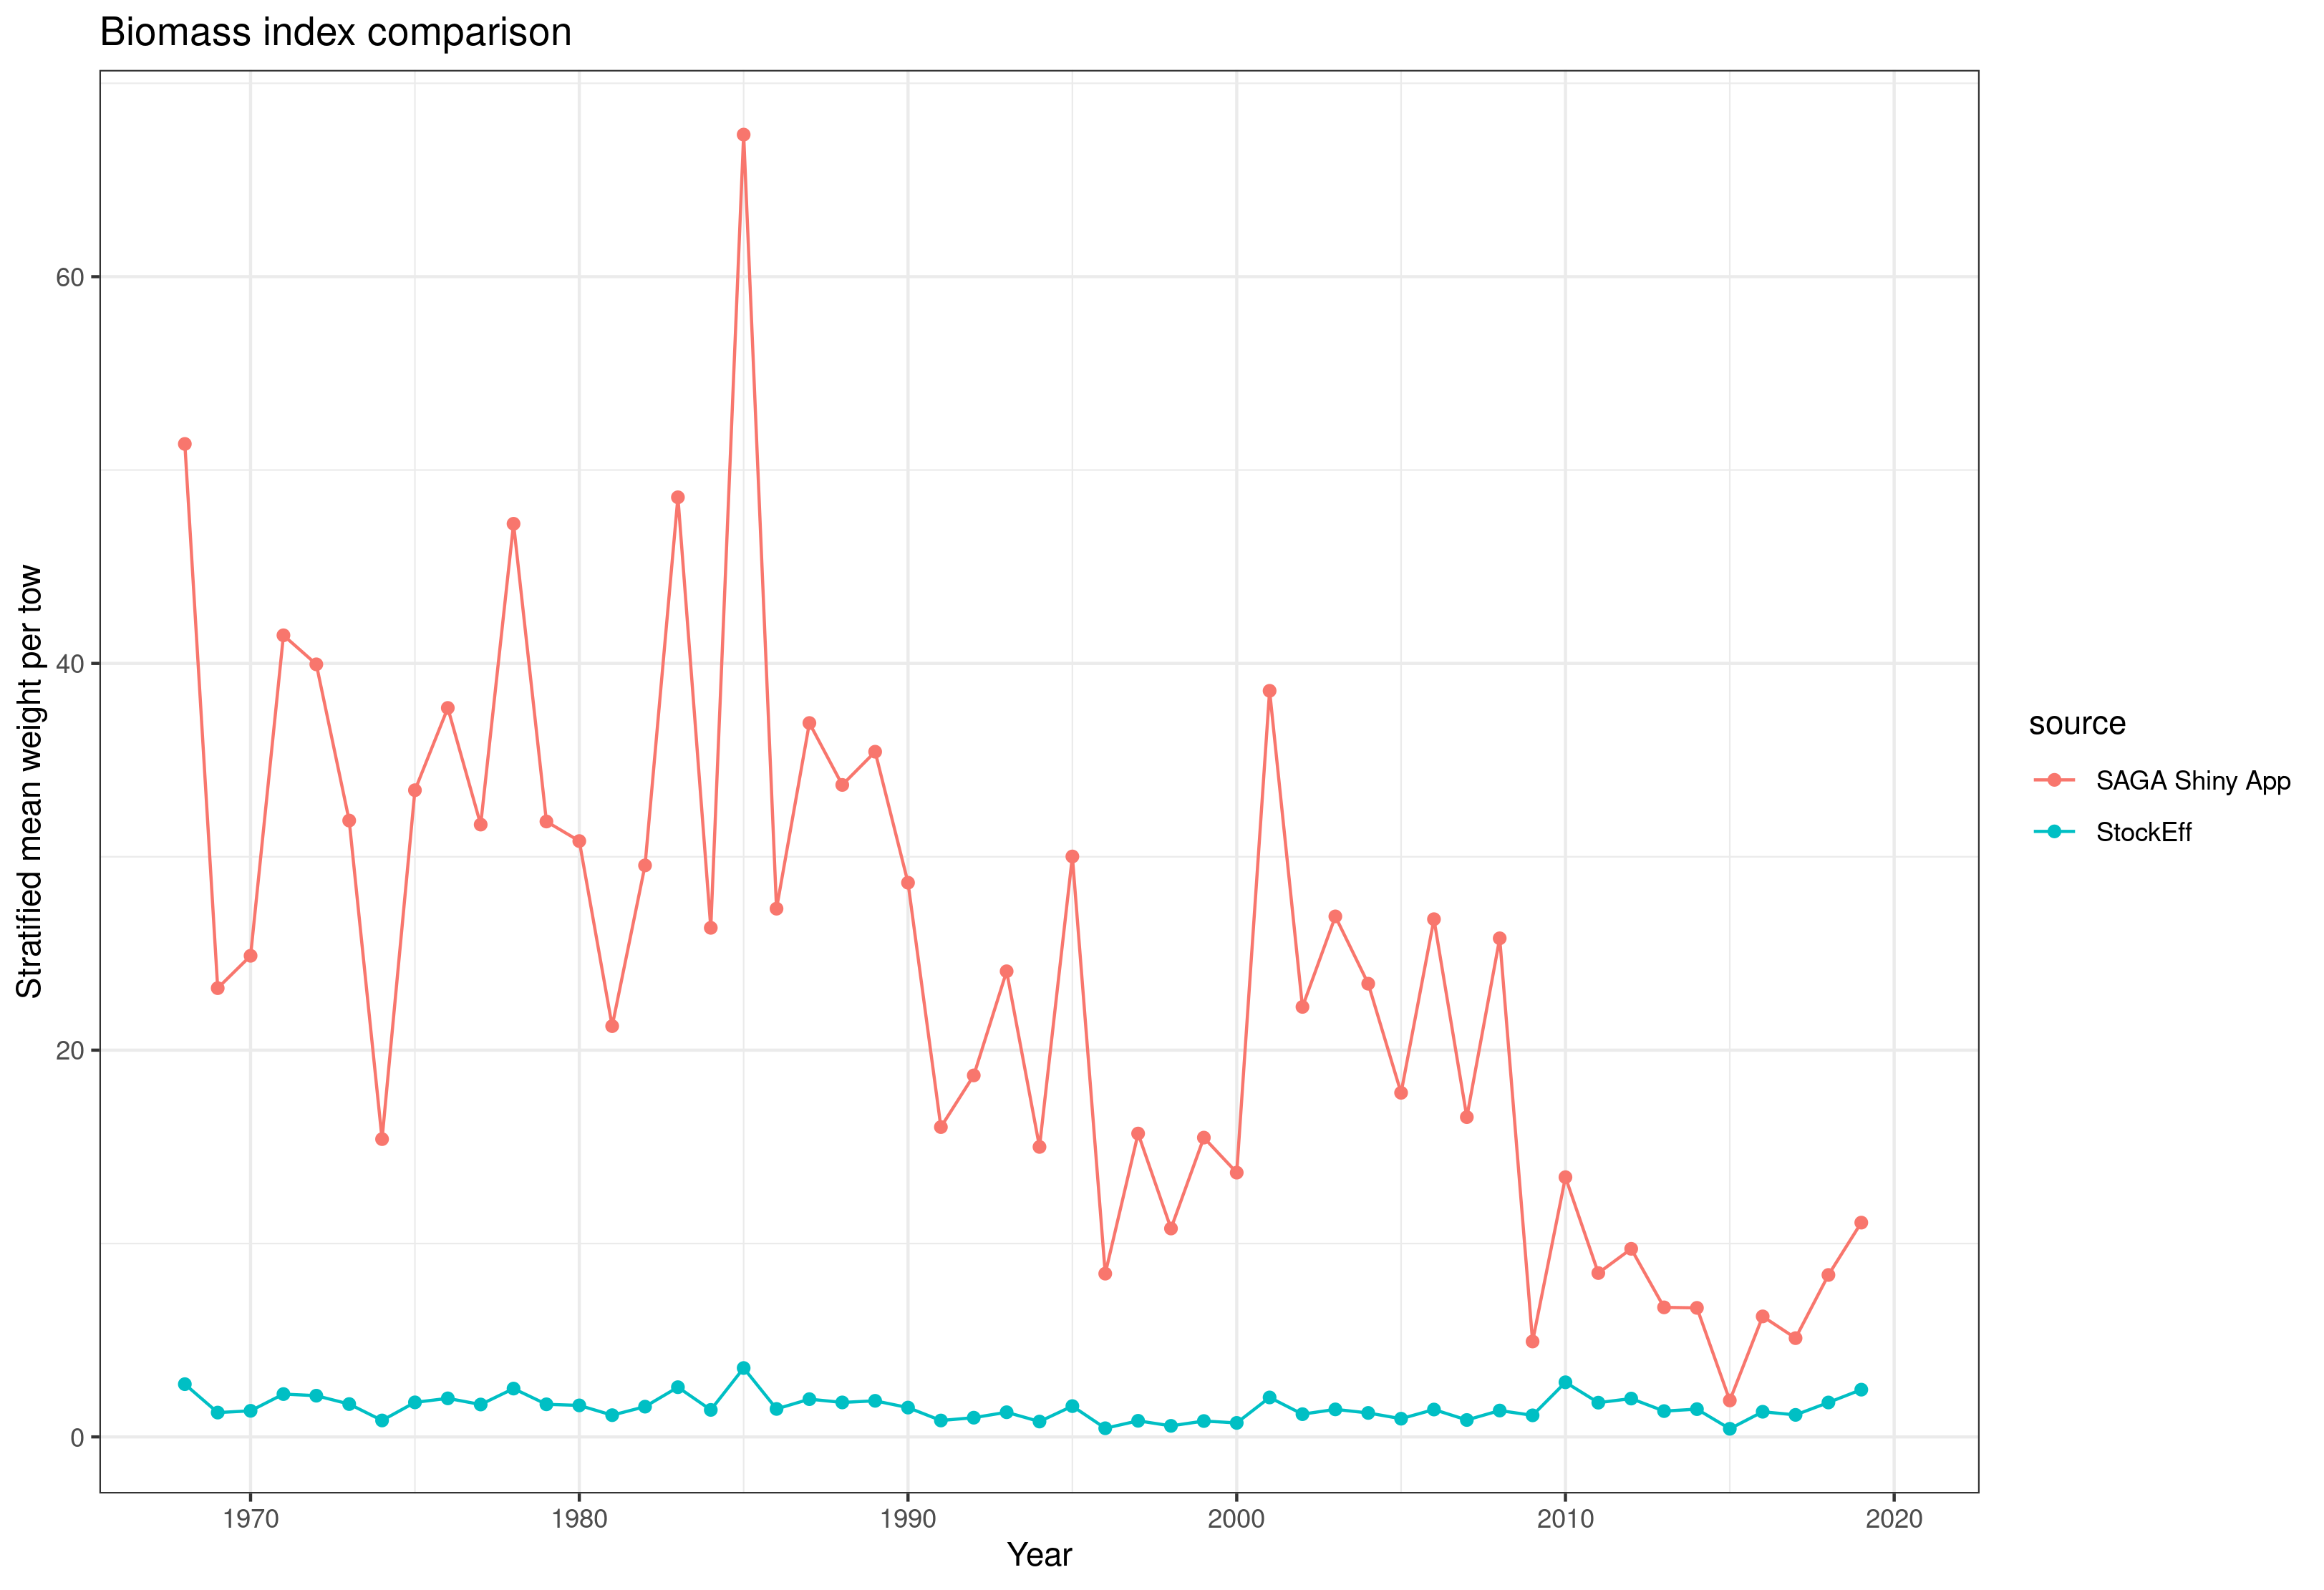 Biomass index comparison
Stratified mean weight per tow
60
40
20
0
1970
1980
1990
2000
2010
2020
Year
source
SAGA Shiny App
StockEff